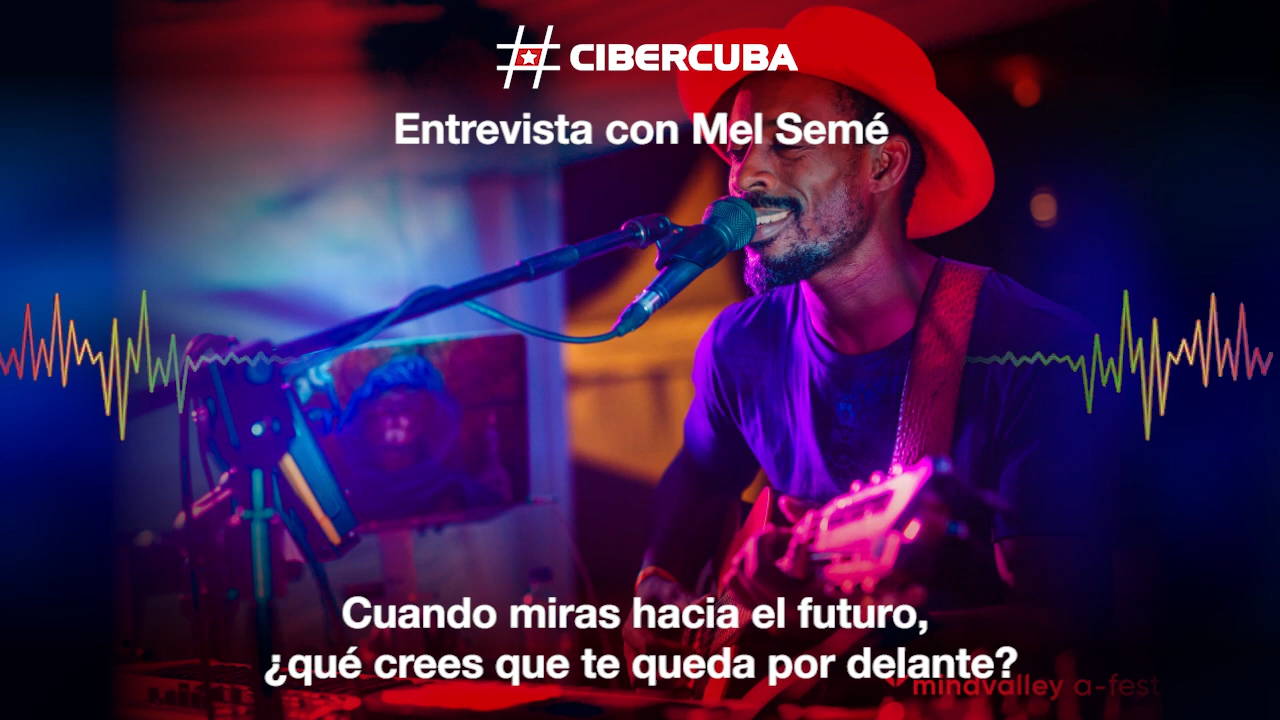 CIBERCUBA
Entrevista con Mel Semé
Cuando miras hacia el futuro,
¿qué crees que te queda por delante?
mindvalley a-fest